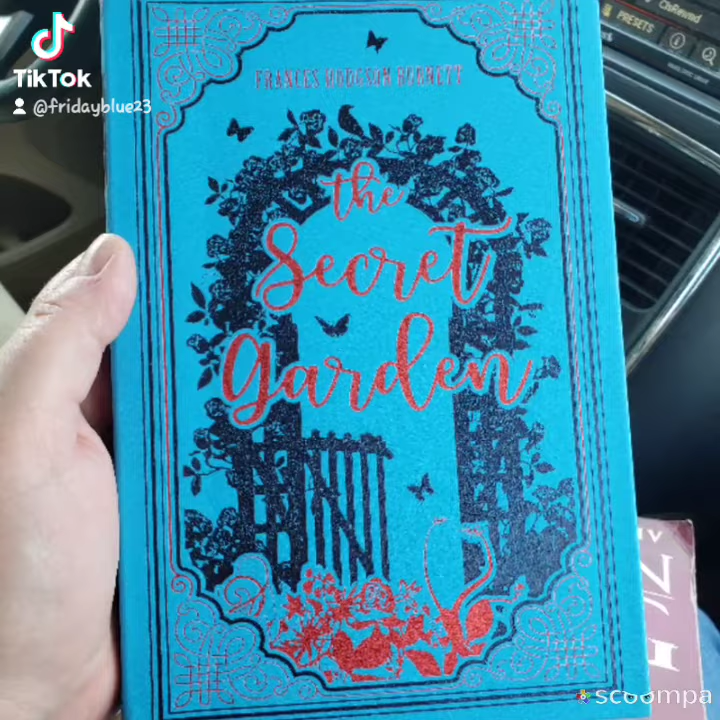 TikTok
@fridayblue23
FRANCES HODGSON BURNETT
the
Secret
garden
PRESETS
scoompa